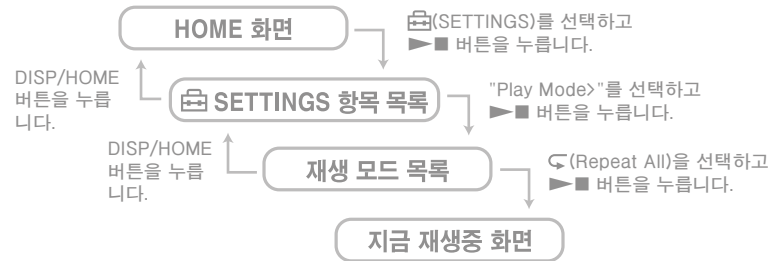 HOME 화면
(SETTINGS)를 선택하고
▶■ 버튼을 누릅니다.
DISP/HOME
버튼을 누릅
니다.
SETTINGS 항목 목록
"Play Mode>"를 선택하고
▶■ 버튼을 누릅니다.
DISP/HOME
버튼을 누릅
니다.
재생 모드 목록
(Repeat All)을 선택하고
▶■ 버튼을 누릅니다.
지금 재생중 화면